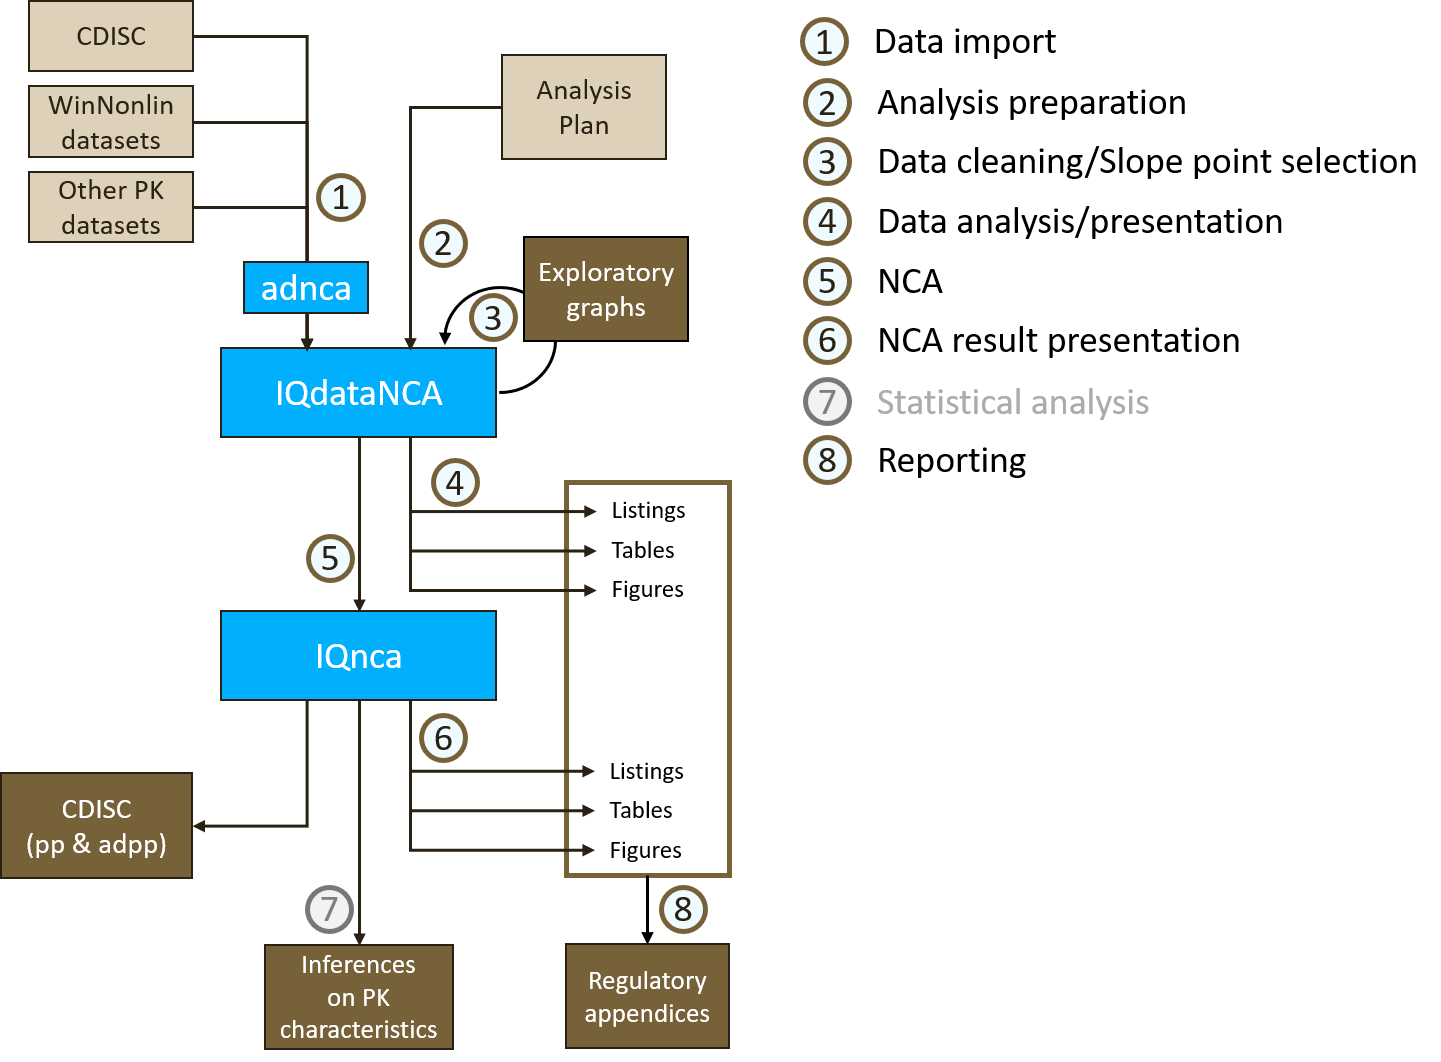 CDISC
WinNonlin
datasets
Other PK
datasets
1
adnca
Analysis
Plan
2
Exploratory
graphs
3
IQdataNCA
4
Listings
Tables
Figures
5
IQnca
6
Listings
Tables
Figures
CDISC
(pp & adpp)
7
Inferences
on PK
characteristics
8
Regulatory
appendices
1 Data import
2 Analysis preparation
3 Data cleaning/Slope point selection
4 Data analysis/presentation
5 NCA
6 NCA result presentation
7 Statistical analysis
8 Reporting